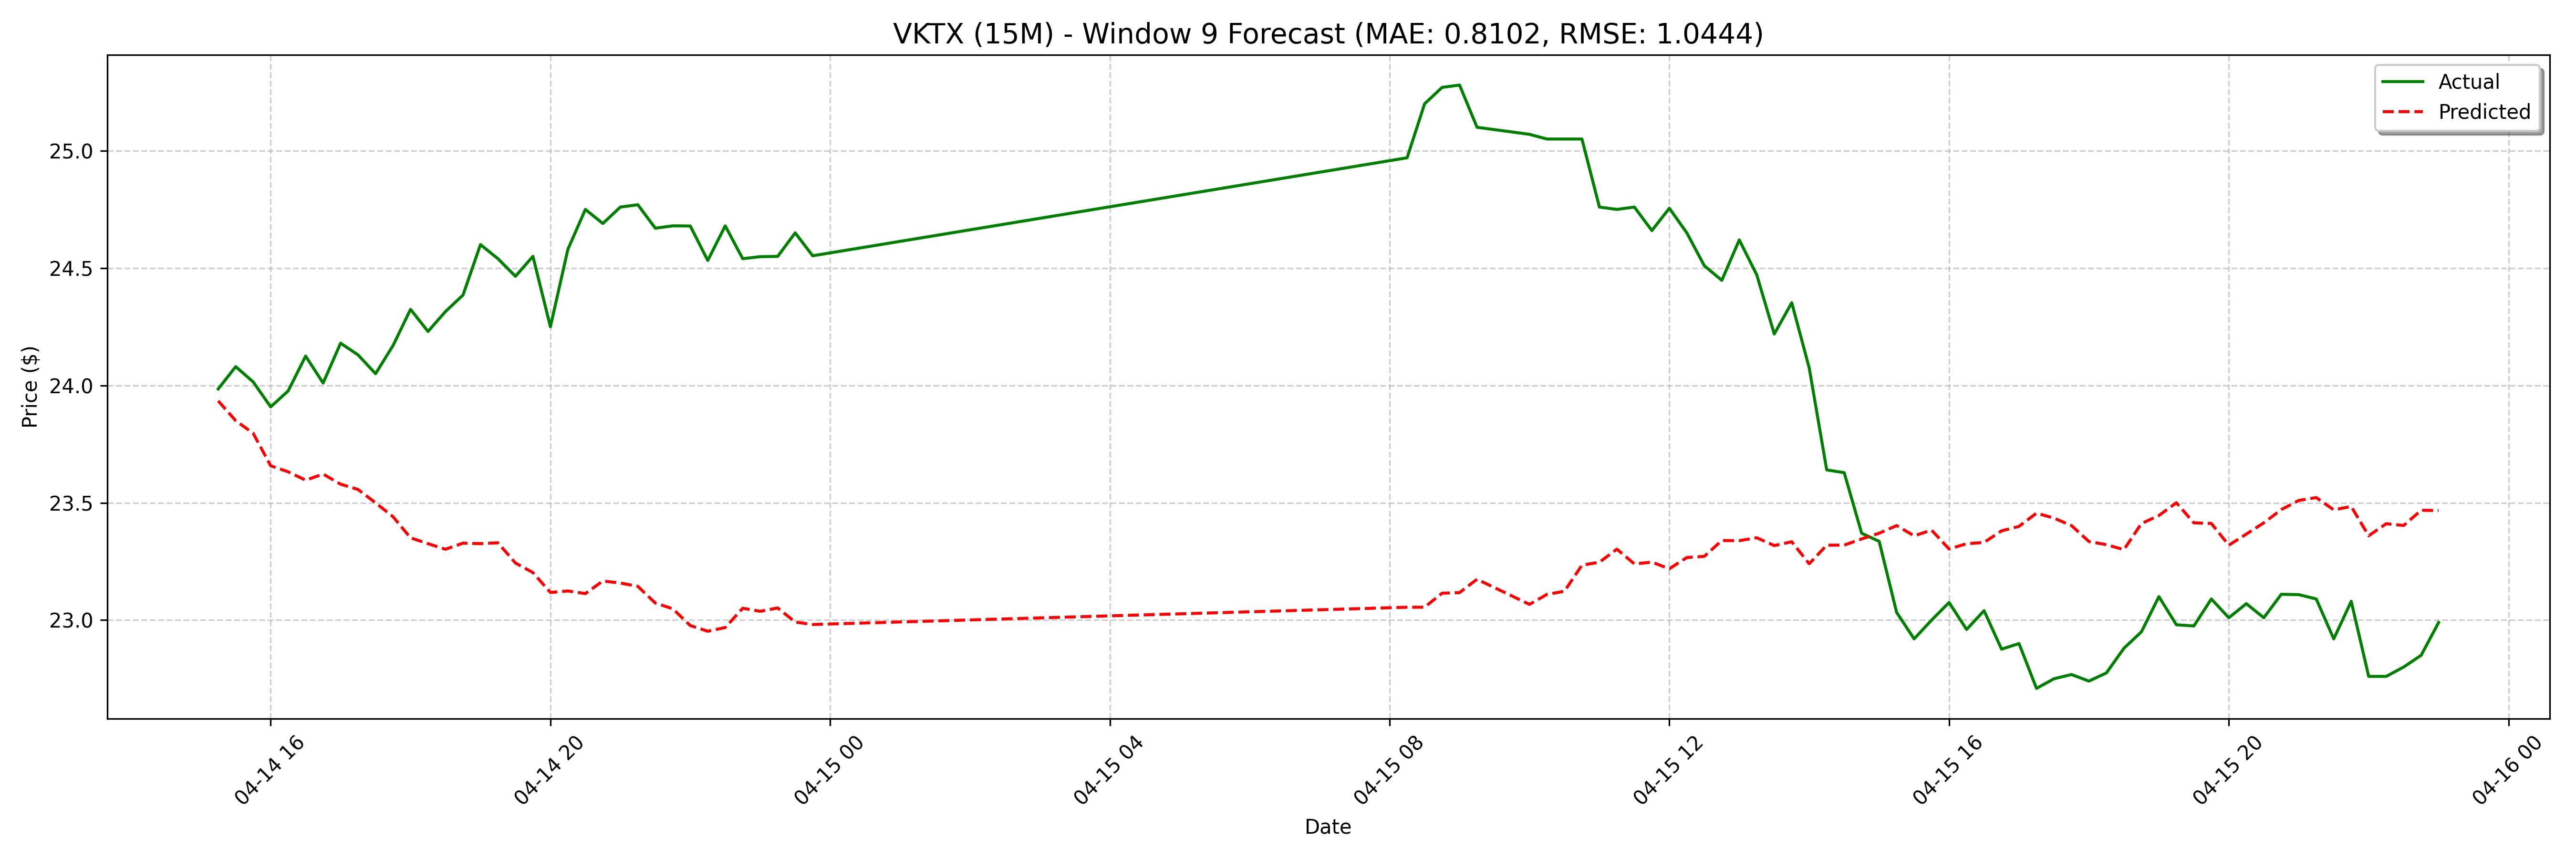 VKTX (15M) - Window 9 Forecast (MAE: 0.8102, RMSE: 1.0444)
Actual
Predicted
Price ($)
25.0
24.5
24.0
23.5
23.0
04-14 16
04-14 20
04-15 00
04-15 04
04-15 08
04-15 12
04-15 16
04-15 20
04-16 00
Date